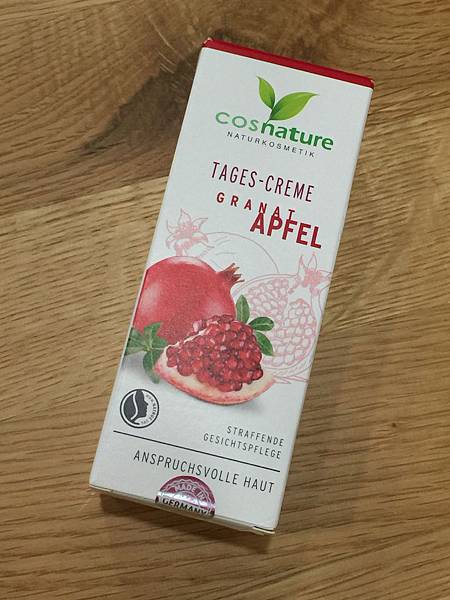 cosnature
NATURKOSMETIK
TAGES-CREME
GRANAT
APFEL
STRAFFENDE
GESICHTSPFLEGE
ANSPRUCHSVOLLE HAUT
MADE IN
GERMANY